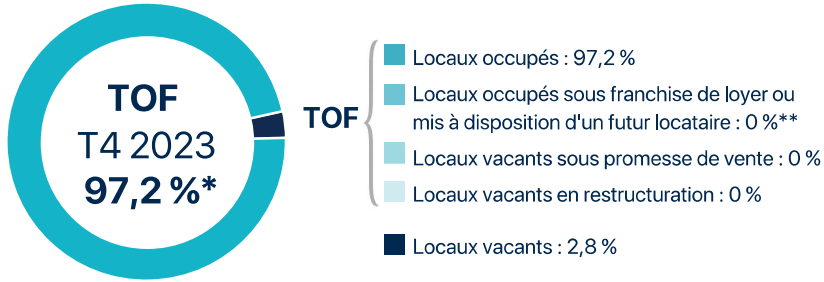 TOF
T4 2023
97,2 %*
TOF
Locaux occupés : 97,2 %
Locaux occupés sous franchise de loyer ou
mis à disposition d'un futur locataire : 0 %**
Locaux vacants sous promesse de vente : 0 %
Locaux vacants en restructuration : 0 %
Locaux vacants : 2,8 %